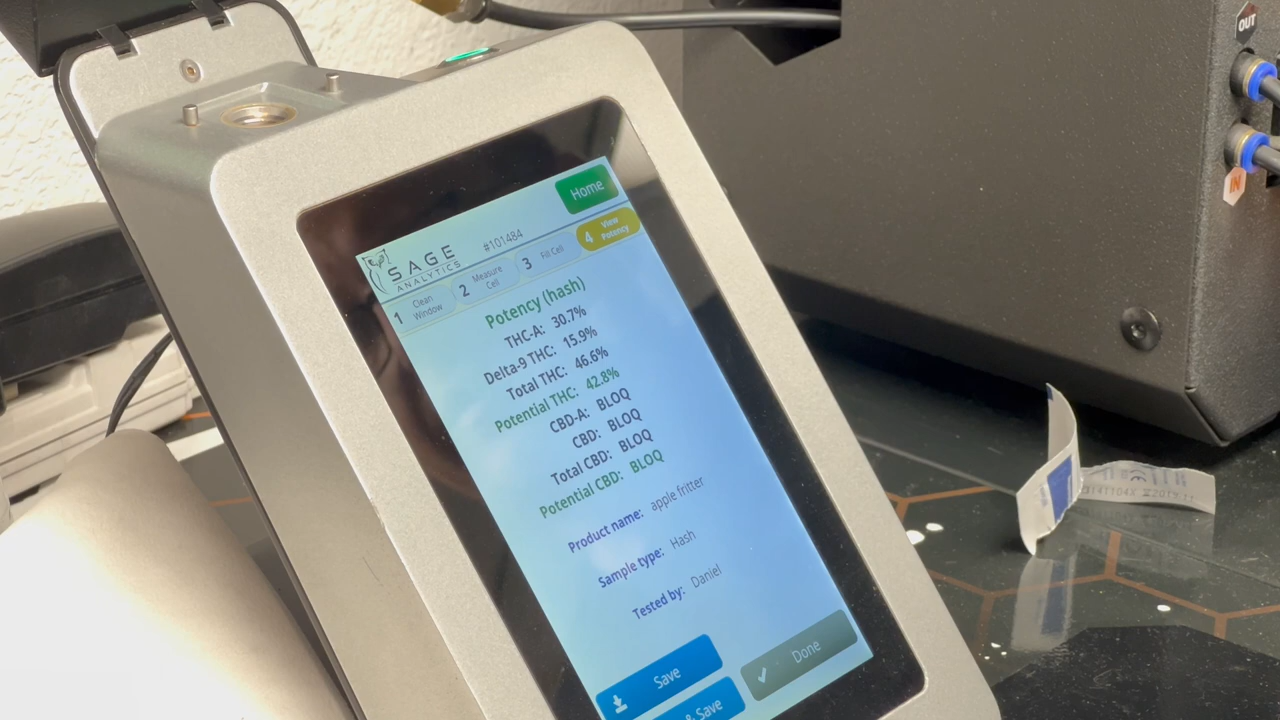 OUT
IN
Home
SAGE
ANALYTICS
#101484
1 Clean Window
2 Measure Cell
3 Fill Cell
4 View Potency
Potency (hash)
THC-A: 30.7%
Delta-9 THC: 15.9%
Total THC: 46.6%
Potential THC: 42.8%
CBD-A: BLOQ
CBD: BLOQ
Total CBD: BLOQ
Potential CBD: BLOQ
Product name: apple fritter
Sample type: Hash
Tested by: Daniel
Save
Done
& Save